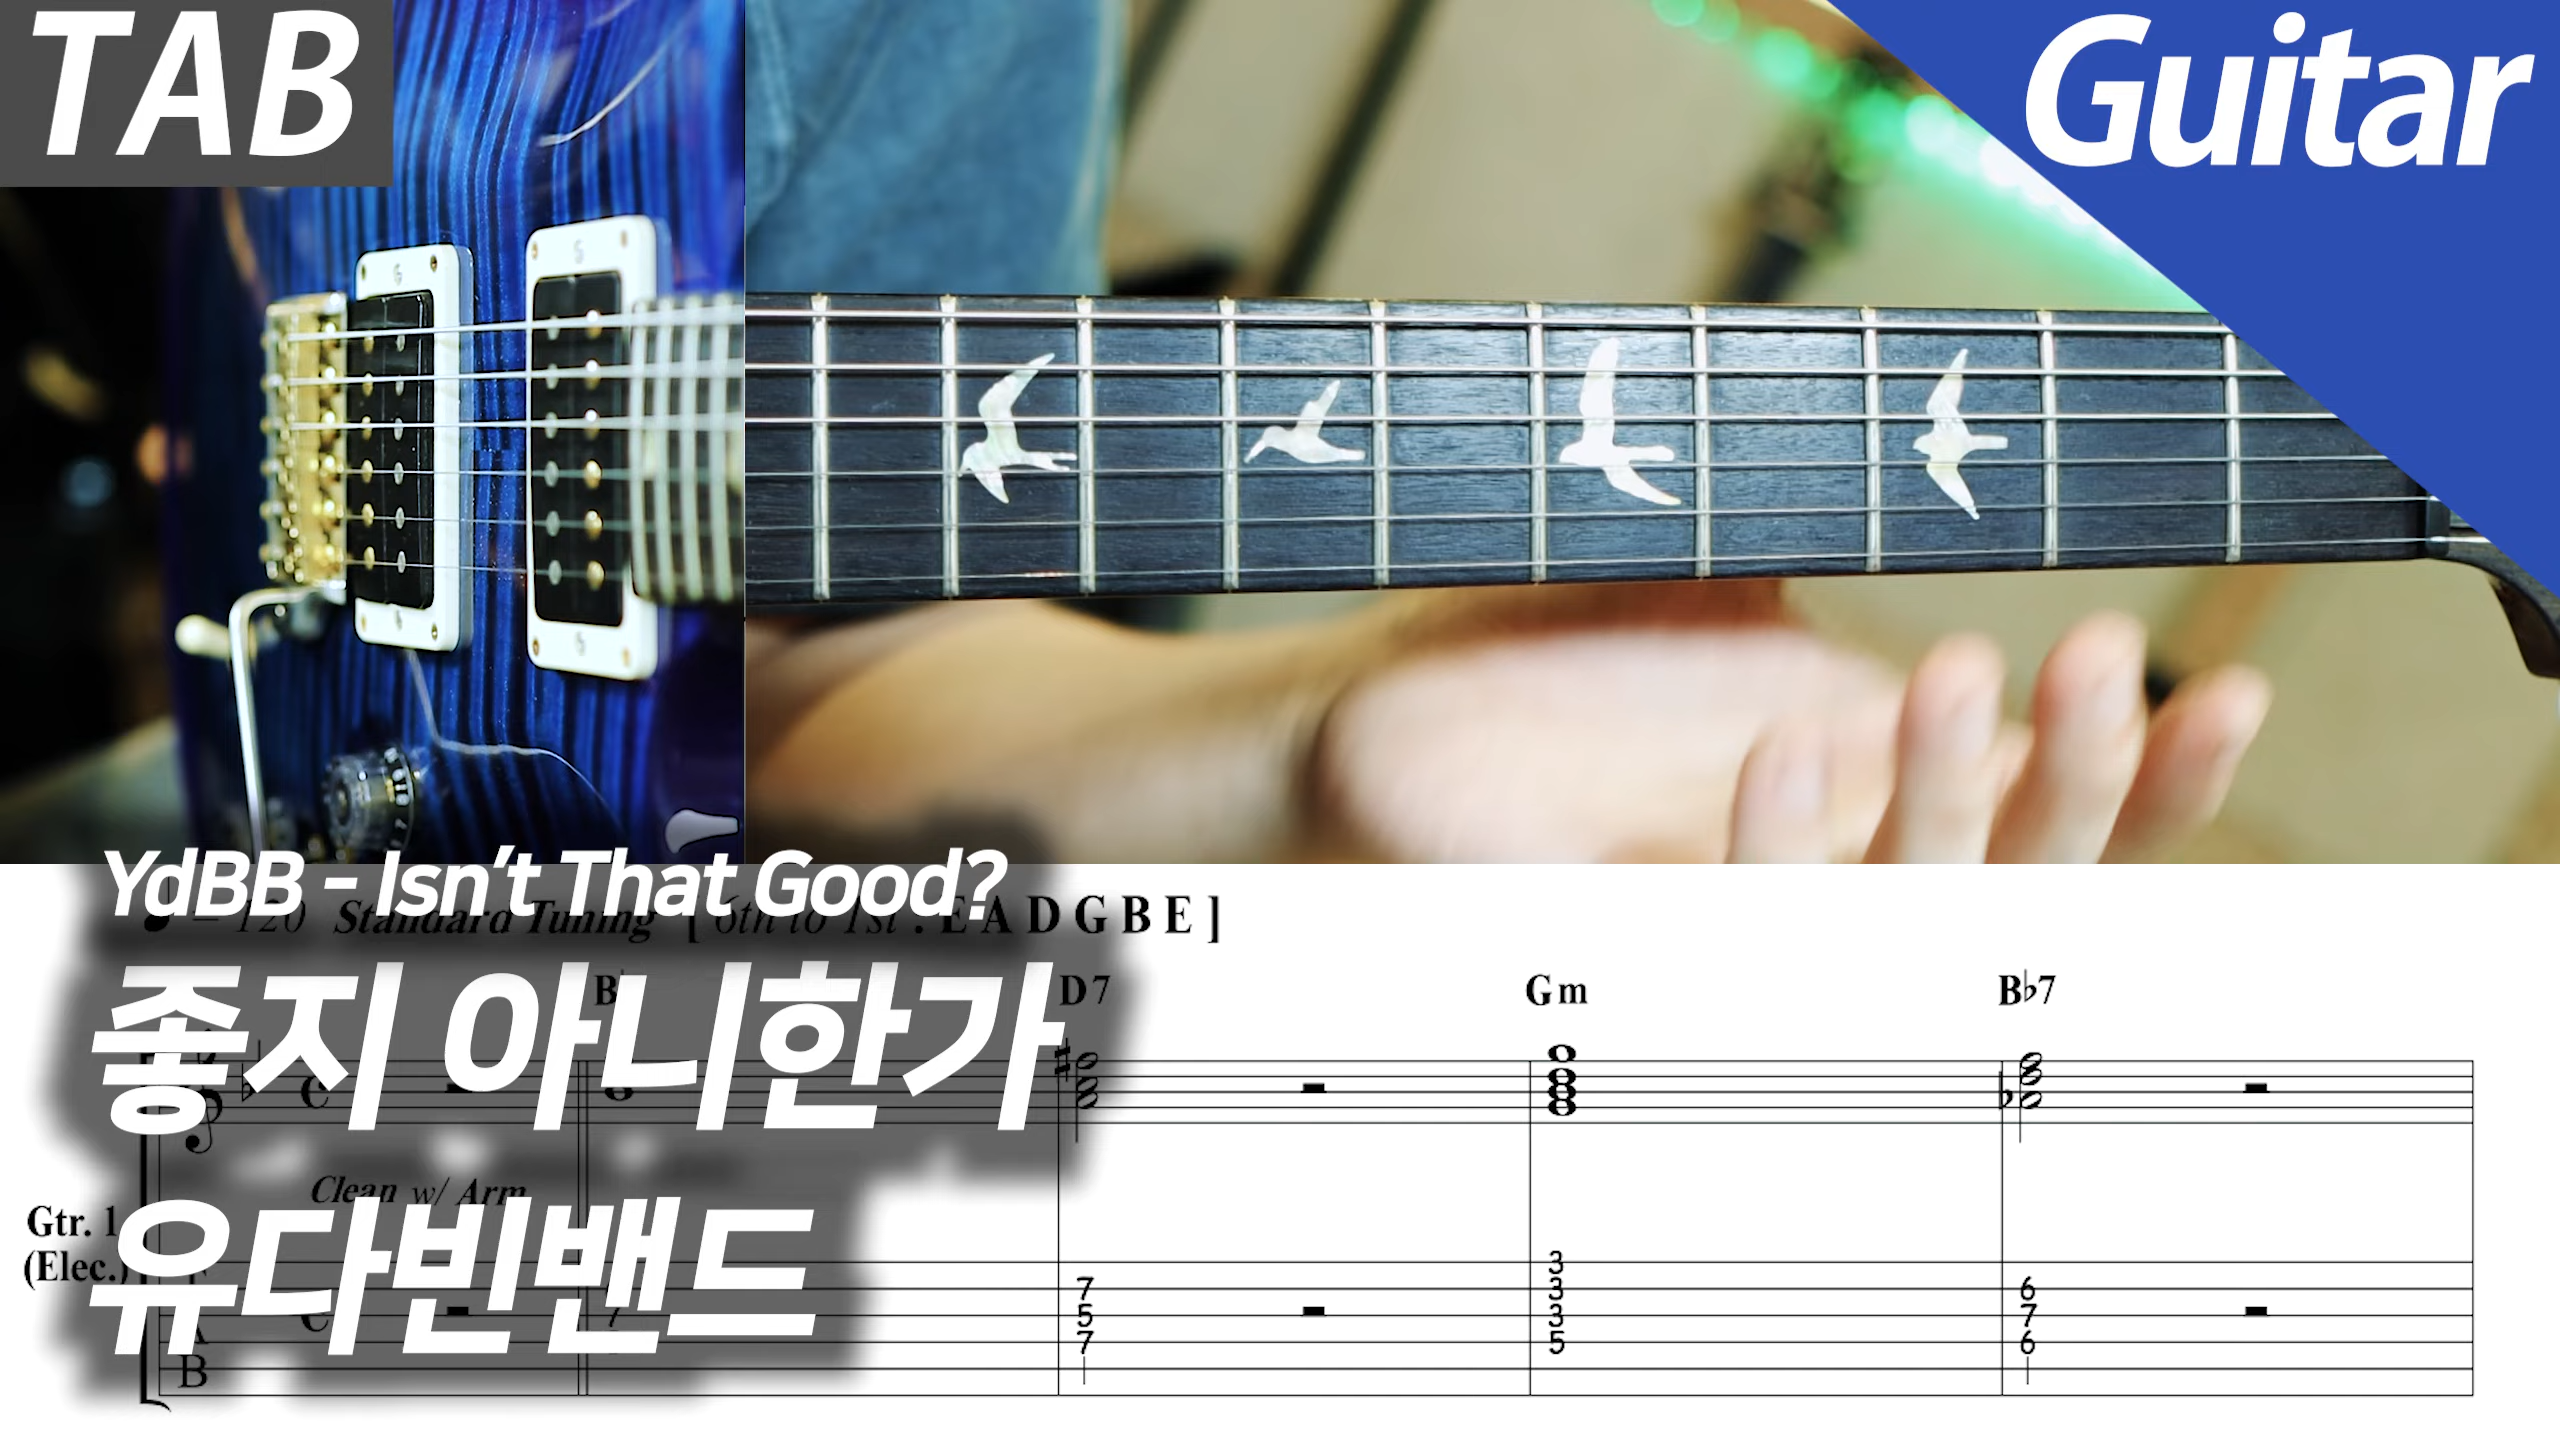 TAB
Guitar
YdBB - Isn't That Good?
= 120 Standard Tuning [ 6th to 1st : E A D G B E ]
좋지 아니한가
D7 Gm B♭7
Clean w/ Arm
Gtr. 1
(Elec.)
유다빈밴드
3
7 3 6
5 3 7
7 5 6
B